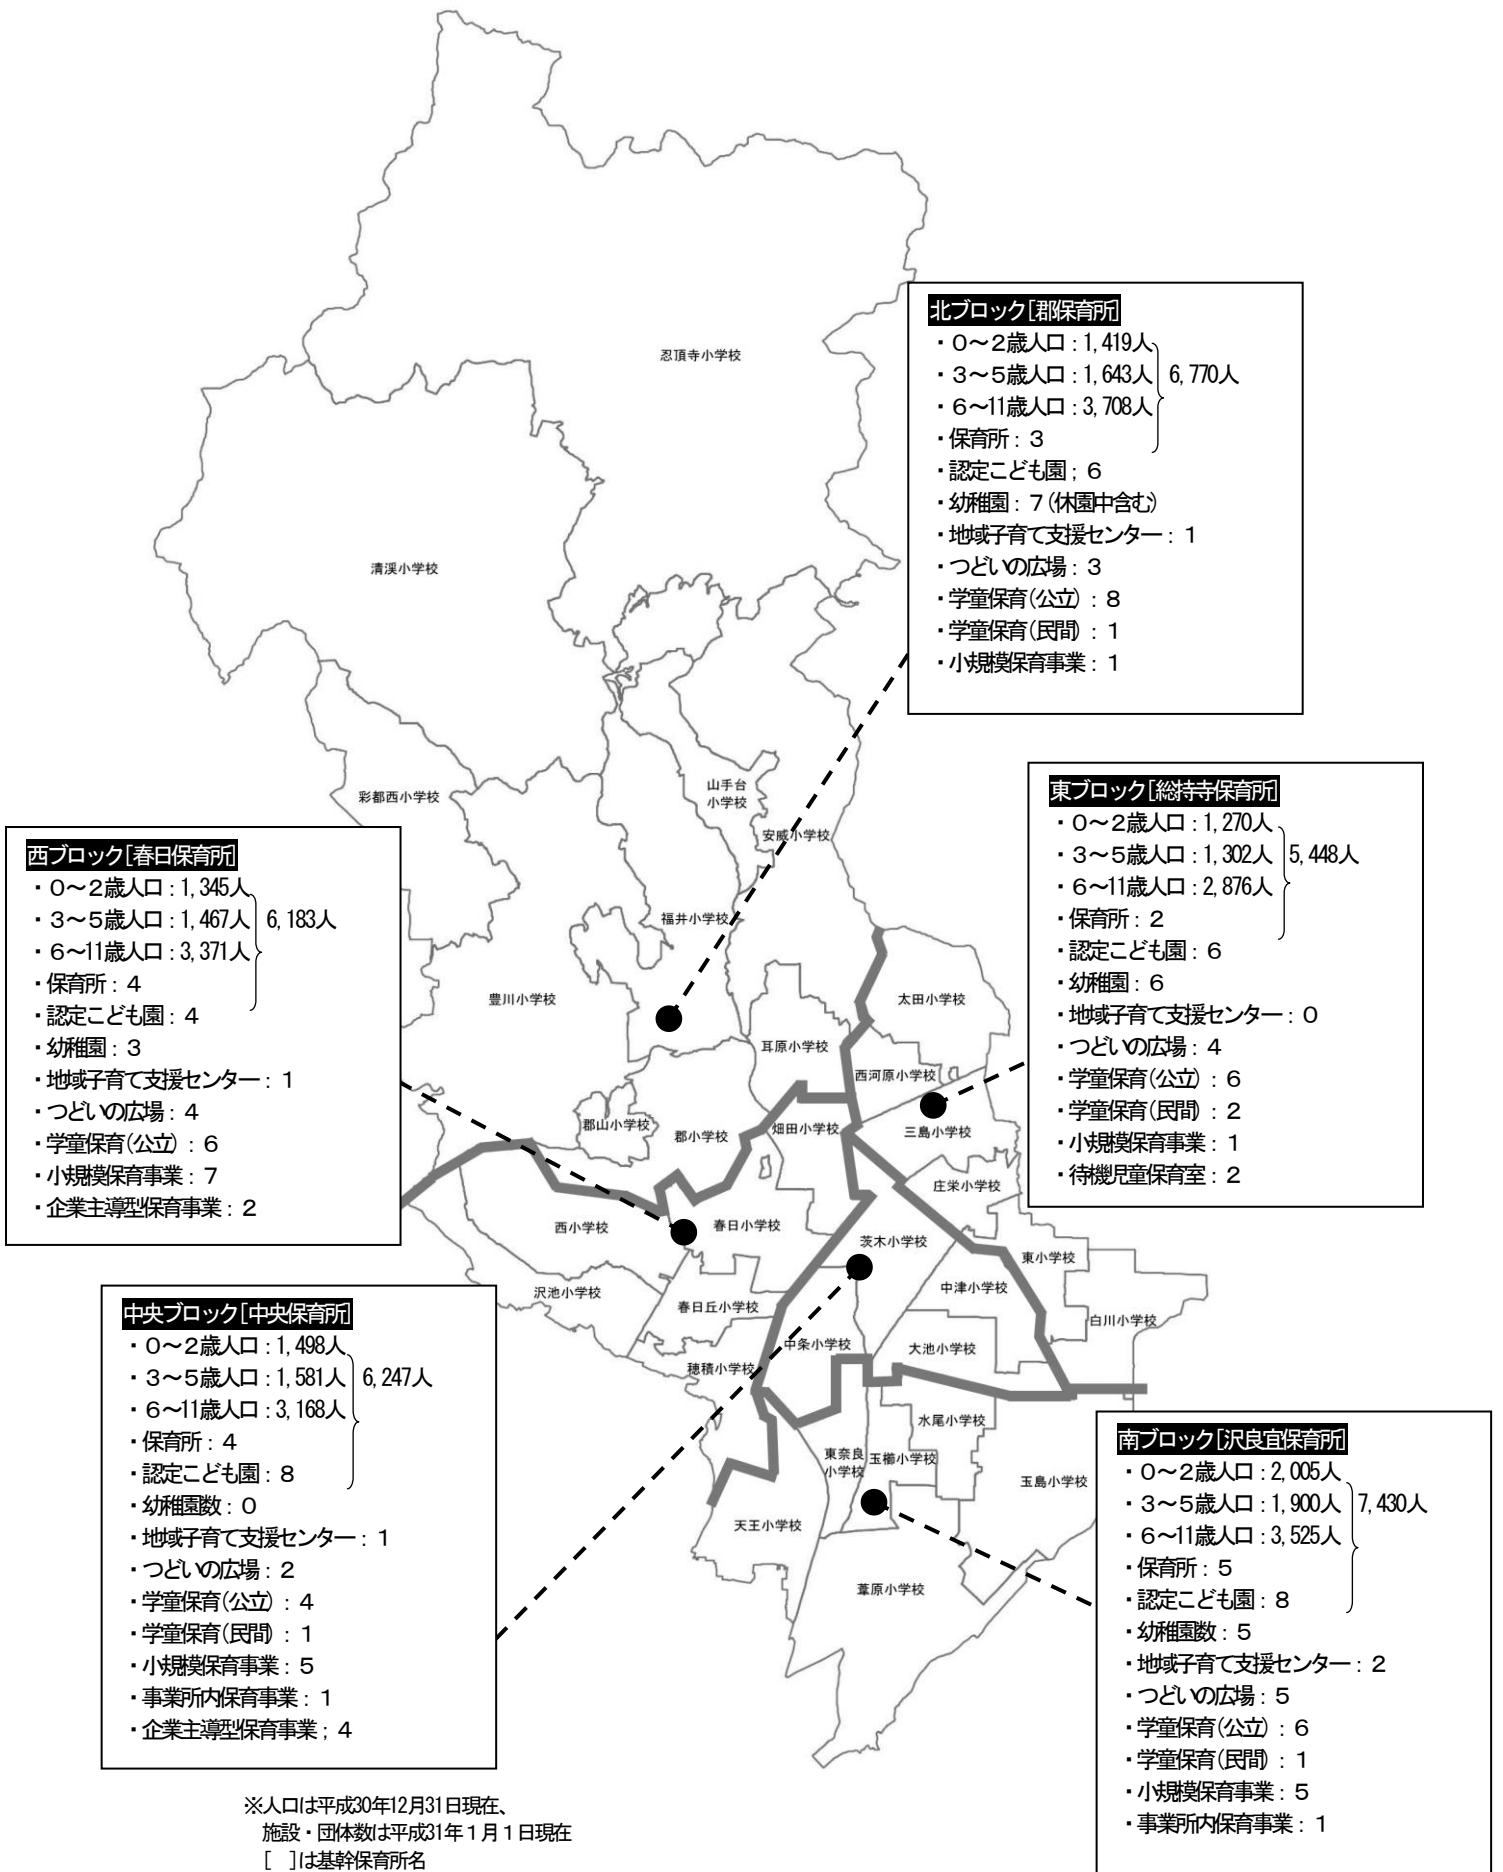 忍頂寺小学校
清渓小学校
北ブロック[郡保育所]
・０～２歳人口：1,419人
・３～５歳人口：1,643人
6,770人
・６～11歳人口：3,708人
・保育所：３
・認定こども園；６
・幼稚園：７(休園中含む)
・地域子育て支援センター：１
・つどいの広場：３
・学童保育(公立)：８
・学童保育(民間)：１
・小規模保育事業：１
彩都西小学校
山手台
小学校
安威小学校
福井小学校
豊川小学校
耳原小学校
太田小学校
西河原小学校
三島小学校
郡山小学校
郡小学校
畑田小学校
庄栄小学校
西小学校
春日小学校
茨木小学校
東小学校
沢池小学校
春日丘小学校
中津小学校
白川小学校
穂積小学校
中条小学校
大池小学校
水尾小学校
東奈良
小学校
玉櫛小学校
玉島小学校
天王小学校
葦原小学校
東ブロック[総持寺保育所]
・０～２歳人口：1,270人
・３～５歳人口：1,302人
5,448人
・６～11歳人口：2,876人
・保育所：２
・認定こども園：６
・幼稚園：６
・地域子育て支援センター：０
・つどいの広場：４
・学童保育(公立)：６
・学童保育(民間)：２
・小規模保育事業：１
・待機児童保育室：２
西ブロック[春日保育所]
・０～２歳人口：1,345人
・３～５歳人口：1,467人
6,183人
・６～11歳人口：3,371人
・保育所：４
・認定こども園：４
・幼稚園：３
・地域子育て支援センター：１
・つどいの広場：４
・学童保育(公立)：６
・小規模保育事業：７
・企業主導型保育事業：２
中央ブロック[中央保育所]
・０～２歳人口：1,498人
・３～５歳人口：1,581人
6,247人
・６～11歳人口：3,168人
・保育所：４
・認定こども園：８
・幼稚園数：０
・地域子育て支援センター：１
・つどいの広場：２
・学童保育(公立)：４
・学童保育(民間)：１
・小規模保育事業：５
・事業所内保育事業：１
・企業主導型保育事業；４
南ブロック[沢良宜保育所]
・０～２歳人口：2,005人
・３～５歳人口：1,900人
7,430人
・６～11歳人口：3,525人
・保育所：５
・認定こども園：８
・幼稚園数：５
・地域子育て支援センター：２
・つどいの広場：５
・学童保育(公立)：６
・学童保育(民間)：１
・小規模保育事業：５
・事業所内保育事業：１
※人口は平成30年12月31日現在、
施設・団体数は平成31年１月１日現在
[　]は基幹保育所名